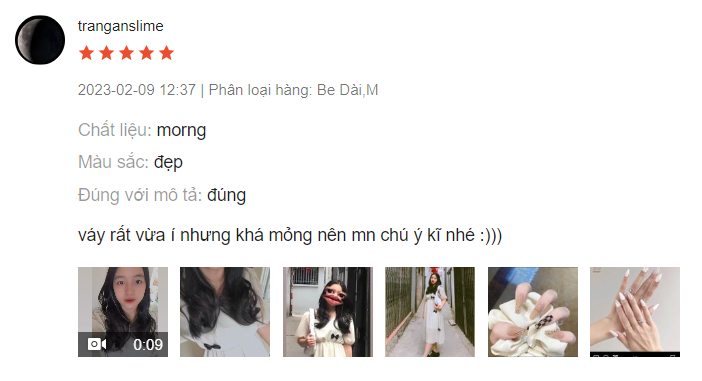 tranganslime
2023-02-09 12:37 | Phân loại hàng: Be Dài,M
Chất liệu: morng
Màu sắc: đẹp
Đúng với mô tả: đúng
váy rất vừa í nhưng khá mỏng nên mn chú ý kĩ nhé :)))
0:09